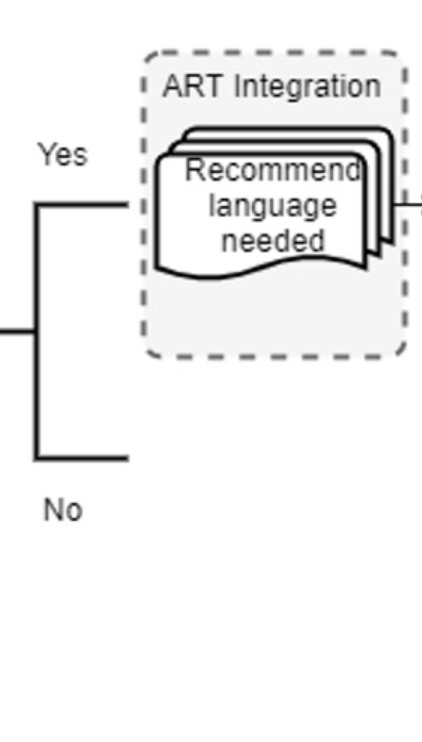 ART Integration
Yes
Recommend
language
needed
No